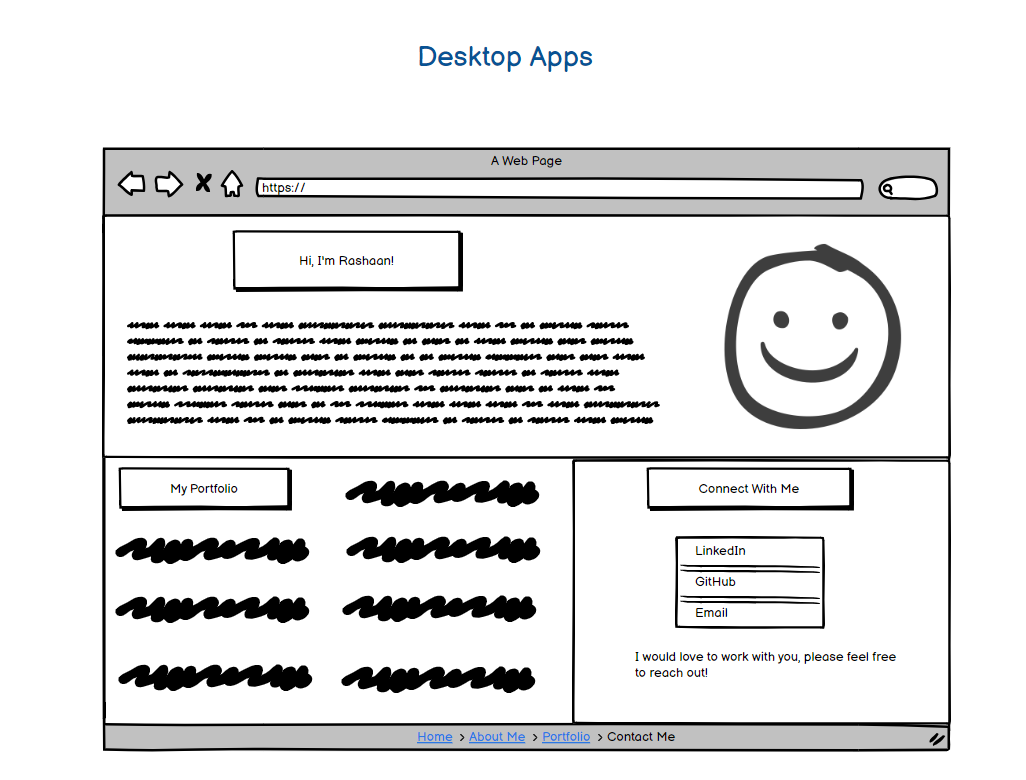 Desktop Apps
A Web Page
https://
Hi, I'm Rashaan!
My Portfolio
Connect With Me
LinkedIn
GitHub
Email
I would love to work with you, please feel free
to reach out!
Home > About Me > Portfolio > Contact Me